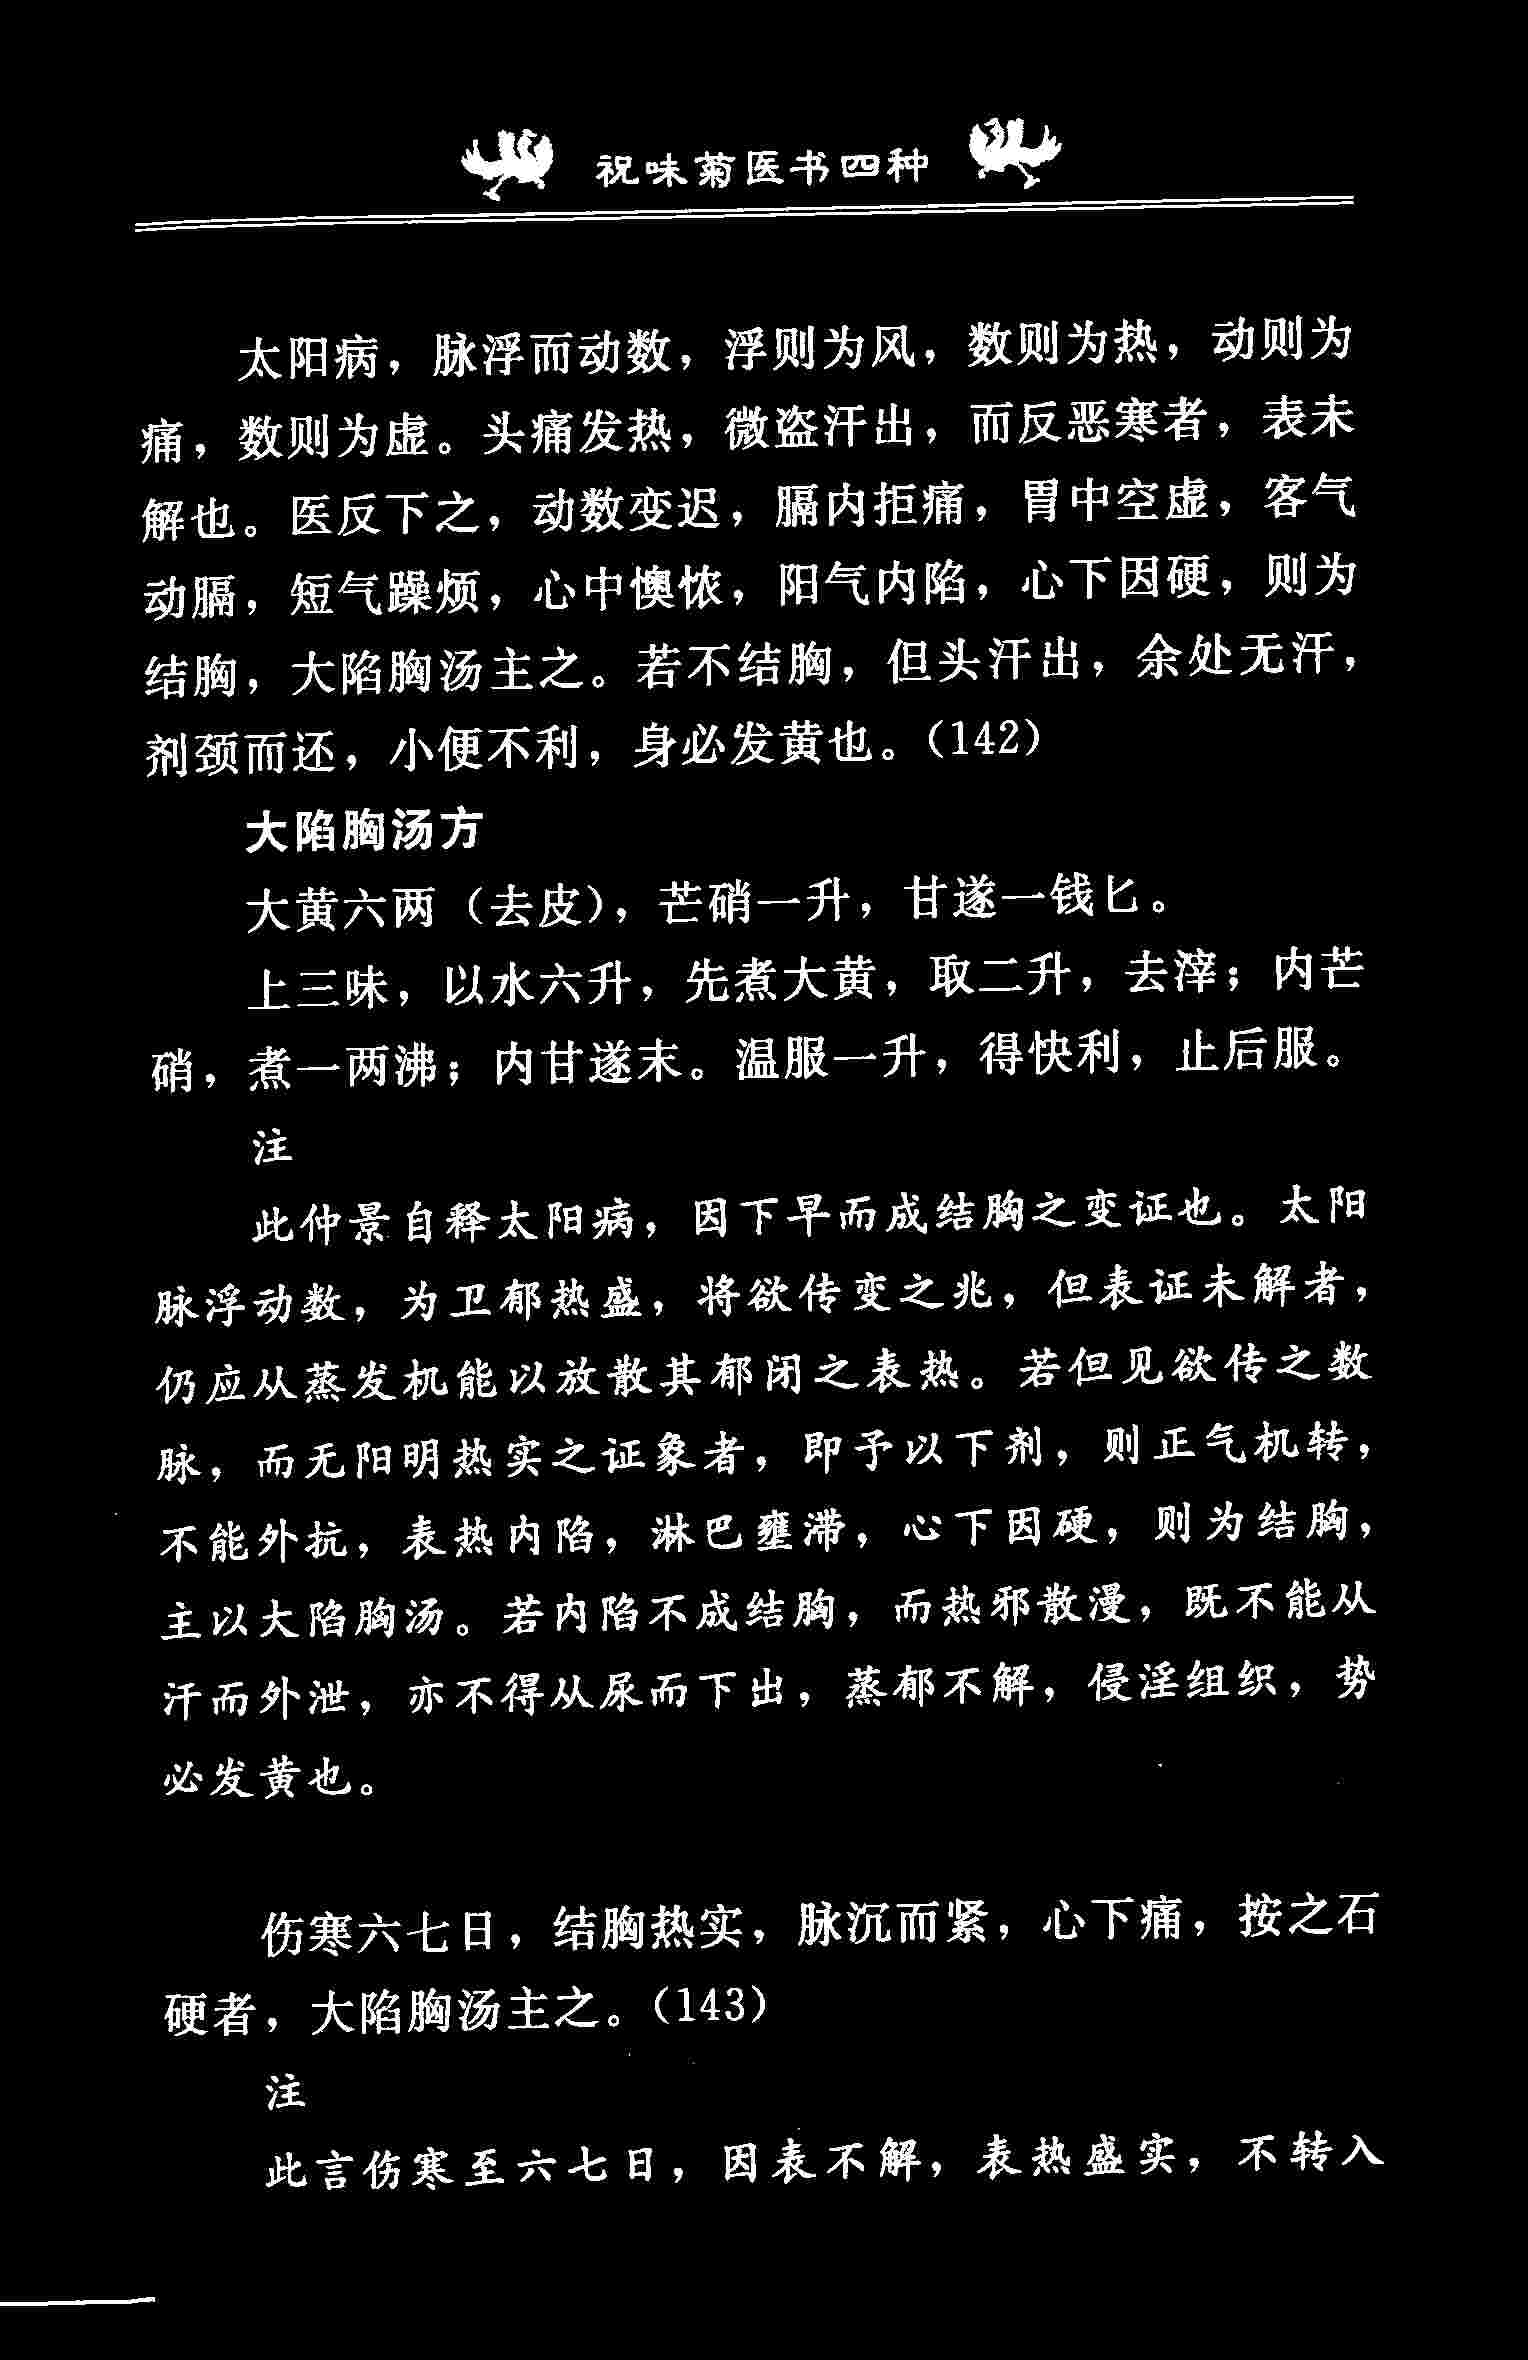 祝味菊医书四种
太阳病，脉浮而动数，浮则为风，数则为热，动则为
痛，数则为虚。头痛发热，微盗汗出，而反恶寒者，表未
解也。医反下之，动数变迟，膈内拒痛，胃中空虚，客气
动膈，短气躁烦，心中懊憹，阳气内陷，心下因硬，则为
结胸，大陷胸汤主之。若不结胸，但头汗出，余处无汗，
剂颈而还，小便不利，身必发黄也。（142）
大陷胸汤方
大黄六两（去皮），芒硝一升，甘遂一钱匕。
上三味，以水六升，先煮大黄，取二升，去滓；内芒
硝，煮一两沸；内甘遂末。温服一升，得快利，止后服。
注
此仲景自释太阳病，因下早而成结胸之变证也。太阳
脉浮动数，为卫郁热盛，将欲传变之兆，但表证未解者，
仍应从蒸发机能以放散其郁闭之表热。若但见欲传之数
脉，而无阳明热实之证象者，即予以下剂，则正气机转，
不能外抗，表热内陷，淋巴壅滞，心下因硬，则为结胸，
主以大陷胸汤。若内陷不成结胸，而热邪散漫，既不能从
汗而外泄，亦不得从尿而下出，蒸郁不解，侵淫组织，势
必发黄也。
伤寒六七日，结胸热实，脉沉而紧，心下痛，按之石
硬者，大陷胸汤主之。（143）
注
此言伤寒至六七日，因表不解，表热盛实，不转入